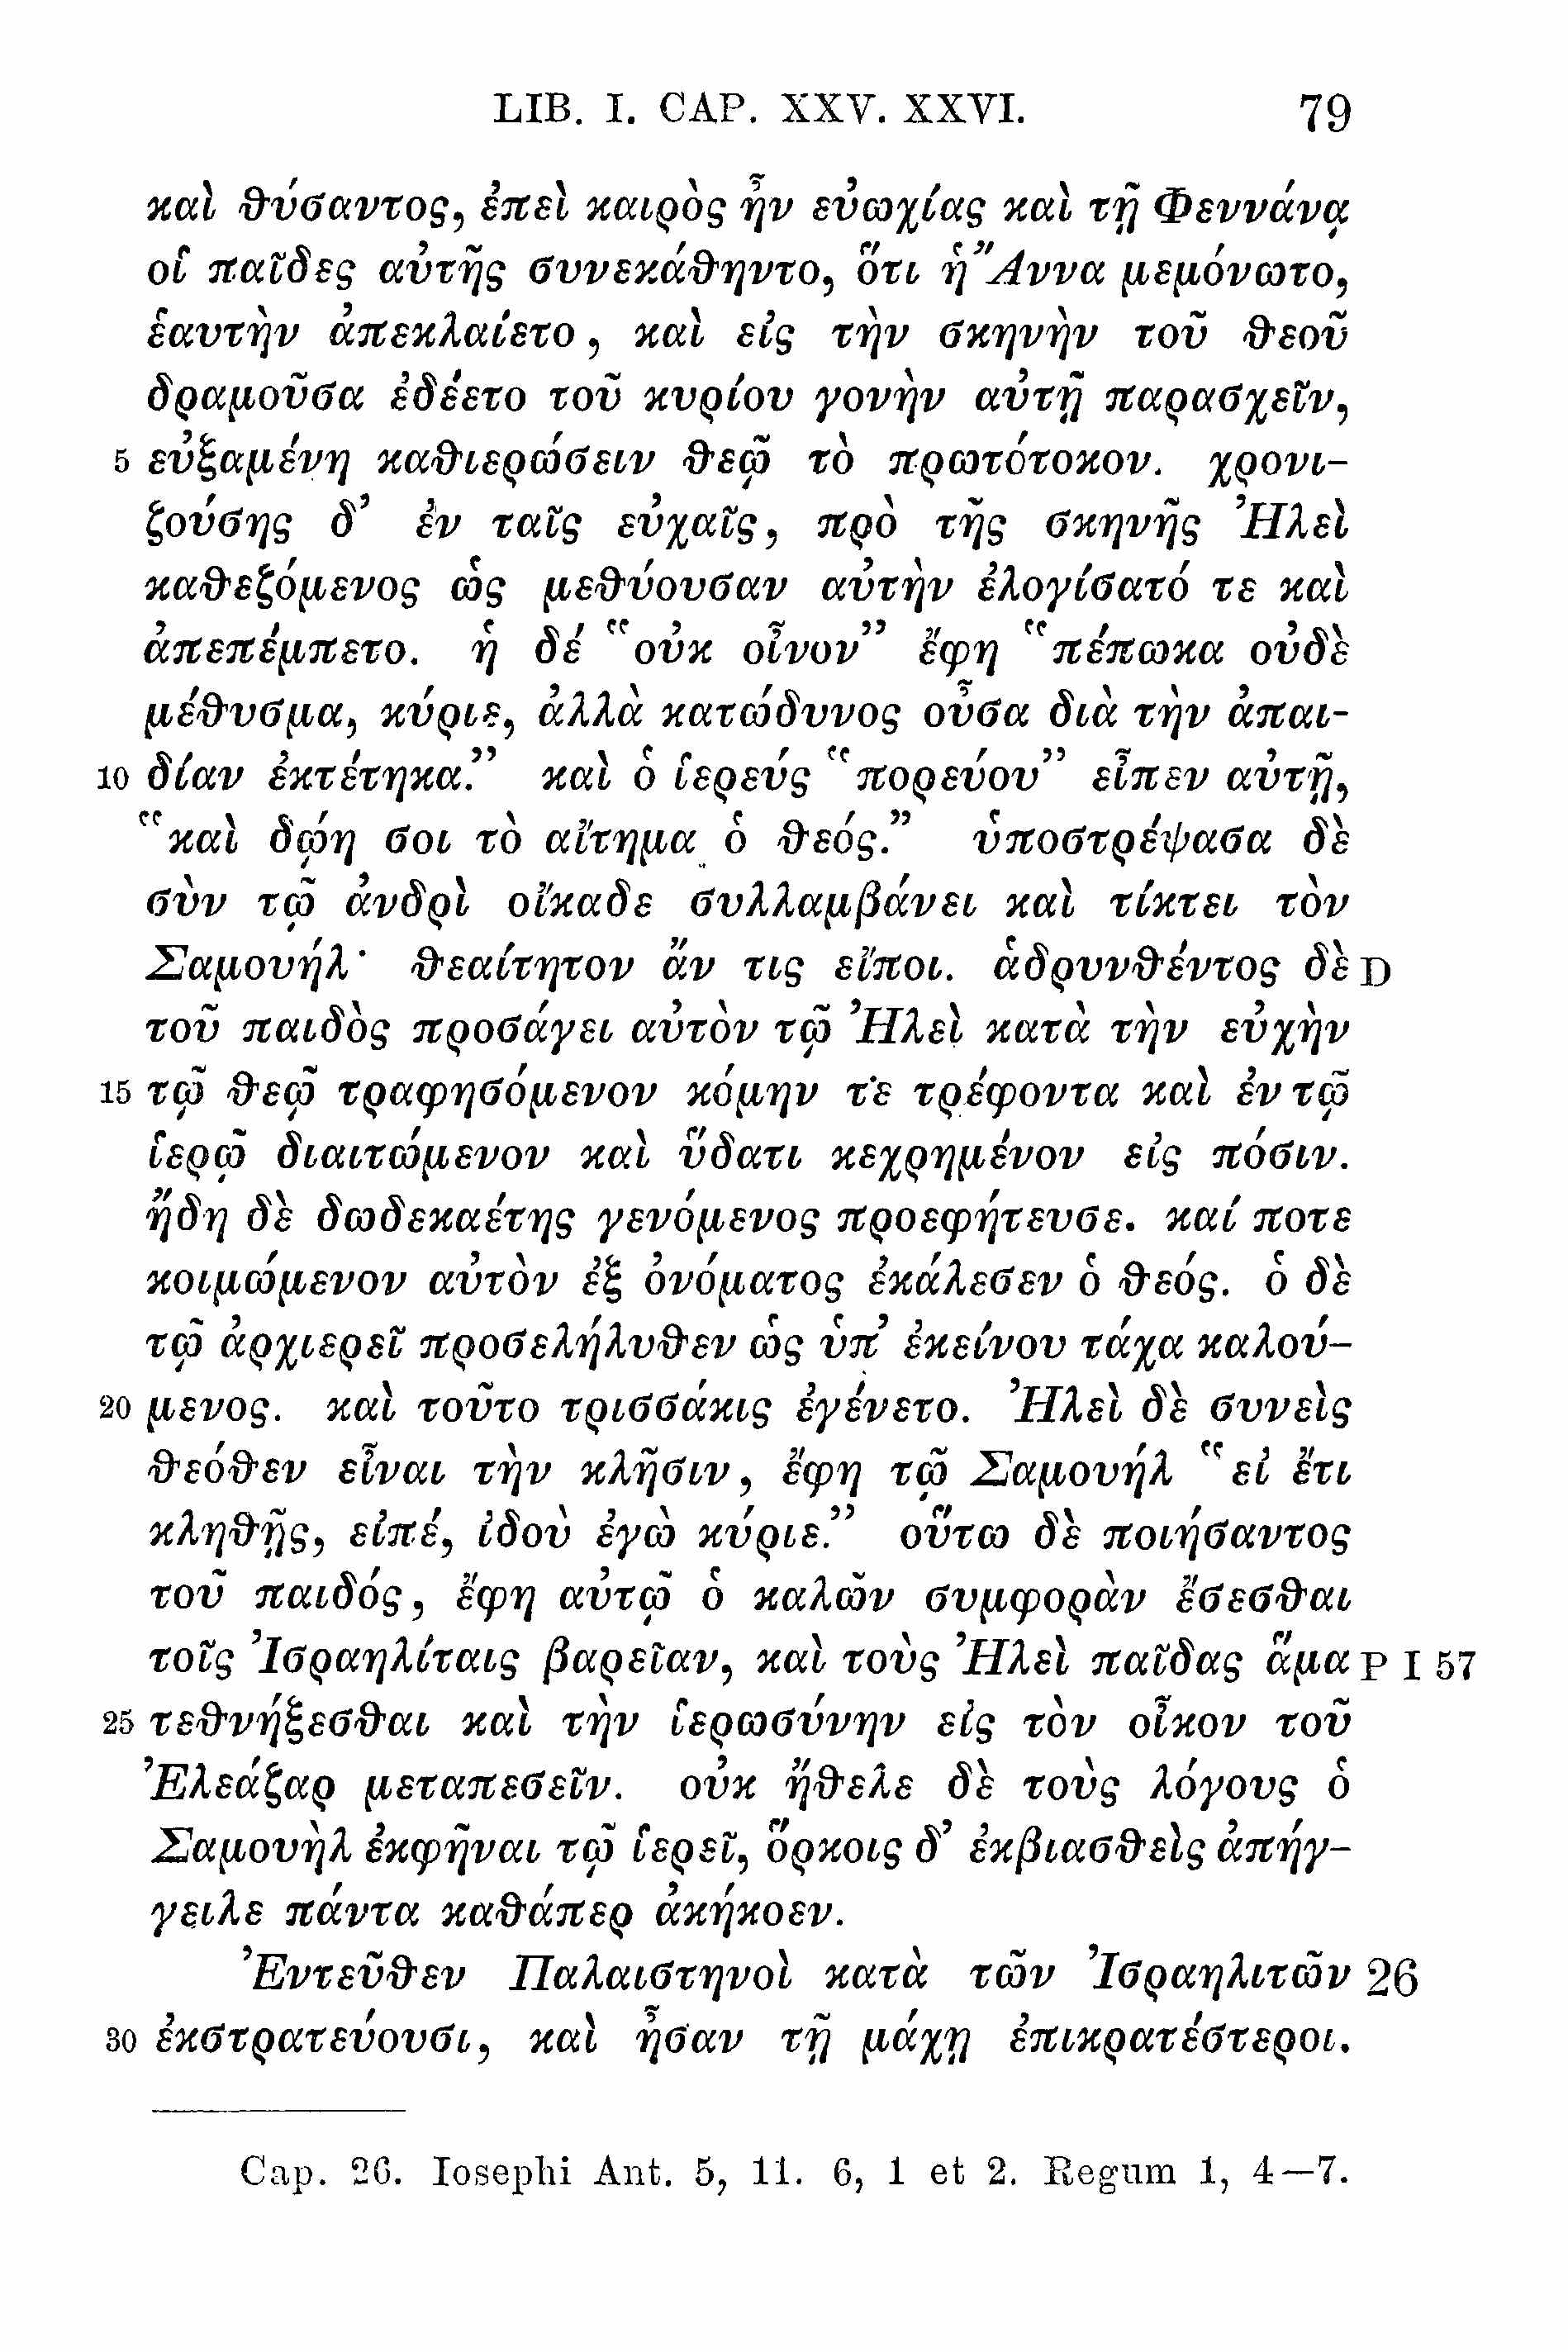 LIB. I. CAP. XXV. XXVI. 79
καὶ θύσαντος, ἐπεὶ καιρὸς ἦν εὐωχίας καὶ τῇ Φεννάνᾳ
οἱ παῖδες αὐτῆς συνεκάθηντο, ὅτι ἡ Ἄννα μεμόνωτο,
ἑαυτὴν ἀπεκλαίετο, καὶ εἰς τὴν σκηνὴν τοῦ θεοῦ
δραμοῦσα ἐδέετο τοῦ κυρίου γονὴν αὐτῇ παρασχεῖν,
5 εὐξαμένη καθιερώσειν θεῷ τὸ πρωτότοκον. χρονι-
ζούσης δ’ ἐν ταῖς εὐχαῖς, πρὸ τῆς σκηνῆς Ἠλεὶ
καθεζόμενος ὡς μεθύουσαν αὐτὴν ἐλογίσατό τε καὶ
ἀπεπέμπετο. ἡ δέ “οὐκ οἶνον” ἔφη “πέπωκα οὐδὲ
μέθυσμα, κύριε, ἀλλὰ κατώδυνος οὖσα διὰ τὴν ἀπαι-
10 δίαν ἐκτέτηκα.” καὶ ὁ ἱερεύς “πορεύου” εἶπεν αὐτῇ,
“καὶ δῴη σοι τὸ αἴτημα ὁ θεός.” ὑποστρέψασα δὲ
σὺν τῷ ἀνδρὶ οἴκαδε συλλαμβάνει καὶ τίκτει τὸν
Σαμουήλ· θεαίτητον ἄν τις εἴποι. ἁδρυνθέντος δὲ D
τοῦ παιδὸς προσάγει αὐτὸν τῷ Ἠλεὶ κατὰ τὴν εὐχὴν
15 τῷ θεῷ τραφησόμενον κόμην τε τρέφοντα καὶ ἐν τῷ
ἱερῷ διαιτώμενον καὶ ὕδατι κεχρημένον εἰς πόσιν.
ἤδη δὲ δωδεκαέτης γενόμενος προεφήτευσε. καί ποτε
κοιμώμενον αὐτὸν ἐξ ὀνόματος ἐκάλεσεν ὁ θεός. ὁ δὲ
τῷ ἀρχιερεῖ προσελήλυθεν ὡς ὑπ’ ἐκείνου τάχα καλού-
20 μενος. καὶ τοῦτο τρισσάκις ἐγένετο. Ἠλεὶ δὲ συνεὶς
θεόθεν εἶναι τὴν κλῆσιν, ἔφη τῷ Σαμουήλ “εἰ ἔτι
κληθῇς, εἰπέ, ἰδοὺ ἐγὼ κύριε.” οὕτω δὲ ποιήσαντος
τοῦ παιδός, ἔφη αὐτῷ ὁ καλῶν συμφορὰν ἔσεσθαι
τοῖς Ἰσραηλίταις βαρεῖαν, καὶ τοὺς Ἠλεὶ παῖδας ἅμα P I 57
25 τεθνήξεσθαι καὶ τὴν ἱερωσύνην εἰς τὸν οἶκον τοῦ
Ἐλεάζαρ μεταπεσεῖν. οὐκ ἤθελε δὲ τοὺς λόγους ὁ
Σαμουὴλ ἐκφῆναι τῷ ἱερεῖ, ὅρκοις δ’ ἐκβιασθεὶς ἀπήγ-
γειλε πάντα καθάπερ ἀκήκοεν.
Ἐντεῦθεν Παλαιστηνοὶ κατὰ τῶν Ἰσραηλιτῶν 26
30 ἐκστρατεύουσι, καὶ ἦσαν τῇ μάχῃ ἐπικρατέστεροι.
Cap. 26. Iosephi Ant. 5, 11. 6, 1 et 2. Regum 1, 4—7.